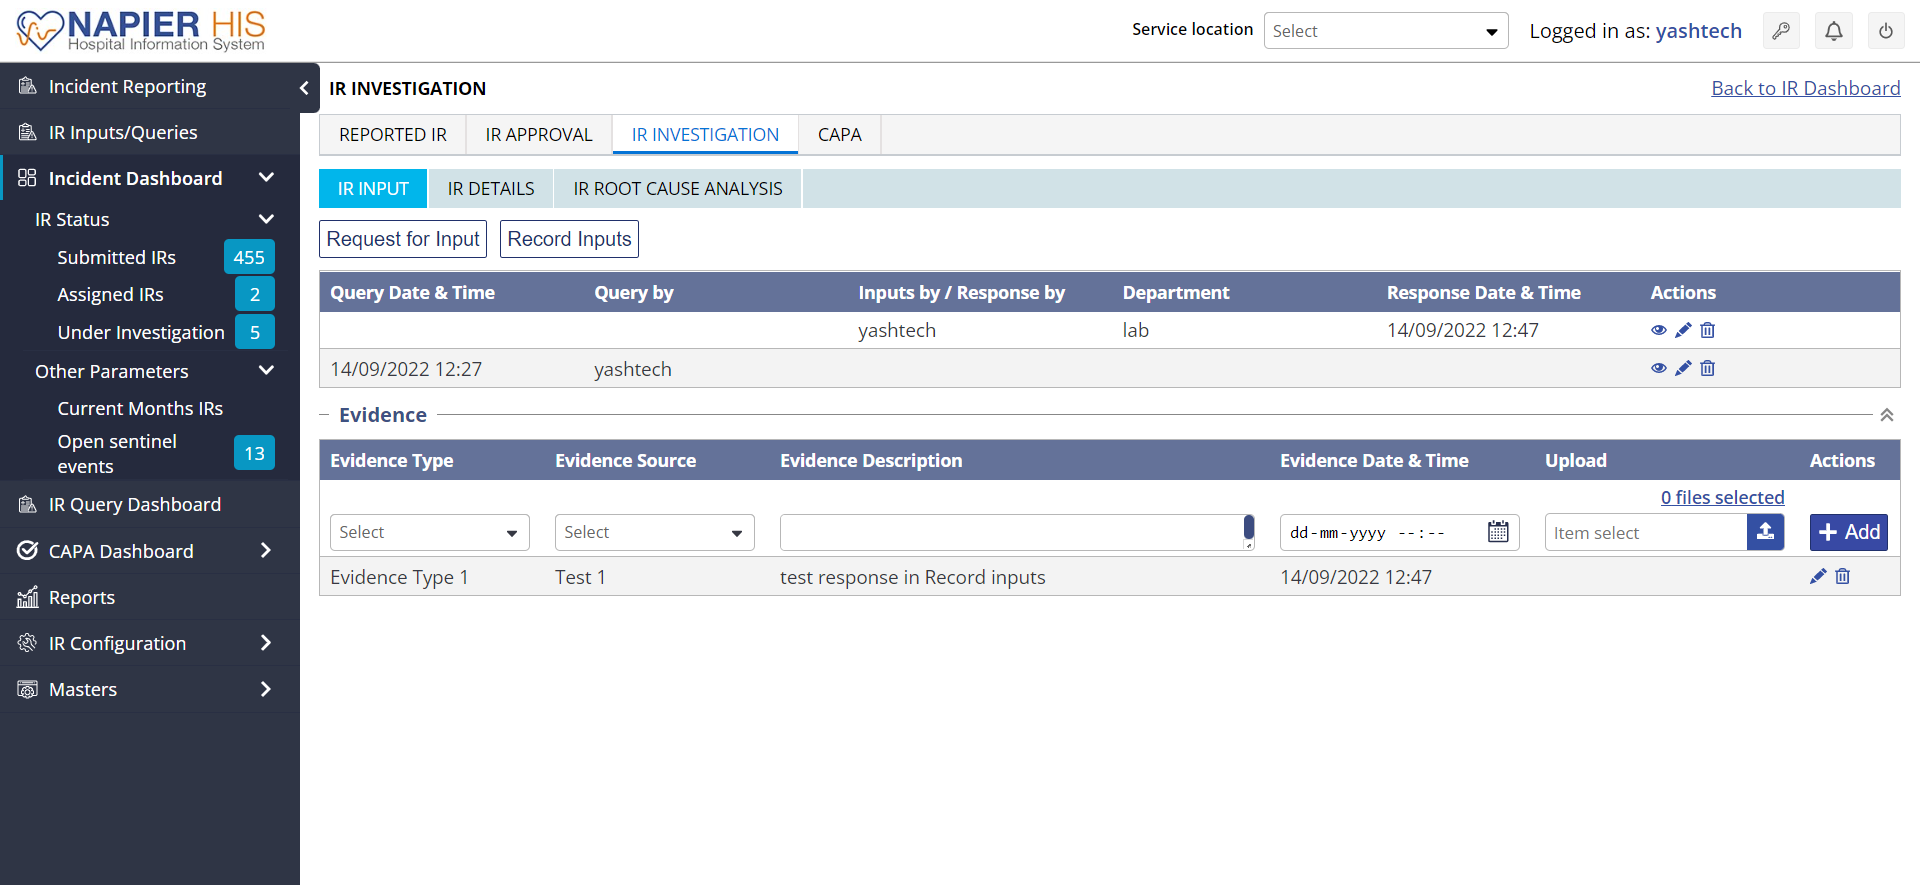 NAPIER HIS
Hospital Information System
Service location
Select
Logged in as: yashtech
Incident Reporting
IR Inputs/Queries
Incident Dashboard
IR Status
Submitted IRs 455
Assigned IRs 2
Under Investigation 5
Other Parameters
Current Months IRs
Open sentinel
events
13
IR Query Dashboard
CAPA Dashboard
Reports
IR Configuration
Masters
IR INVESTIGATION
Back to IR Dashboard
REPORTED IR IR APPROVAL IR INVESTIGATION CAPA
IR INPUT IR DETAILS IR ROOT CAUSE ANALYSIS
Request for Input Record Inputs
Query Date & Time Query by Inputs by / Response by Department Response Date & Time Actions
yashtech lab 14/09/2022 12:47
14/09/2022 12:27 yashtech
Evidence
Evidence Type Evidence Source Evidence Description Evidence Date & Time Upload Actions
0 files selected
Select Select dd-mm-yyyy --:-- Item select Add
Evidence Type 1 Test 1 test response in Record inputs 14/09/2022 12:47